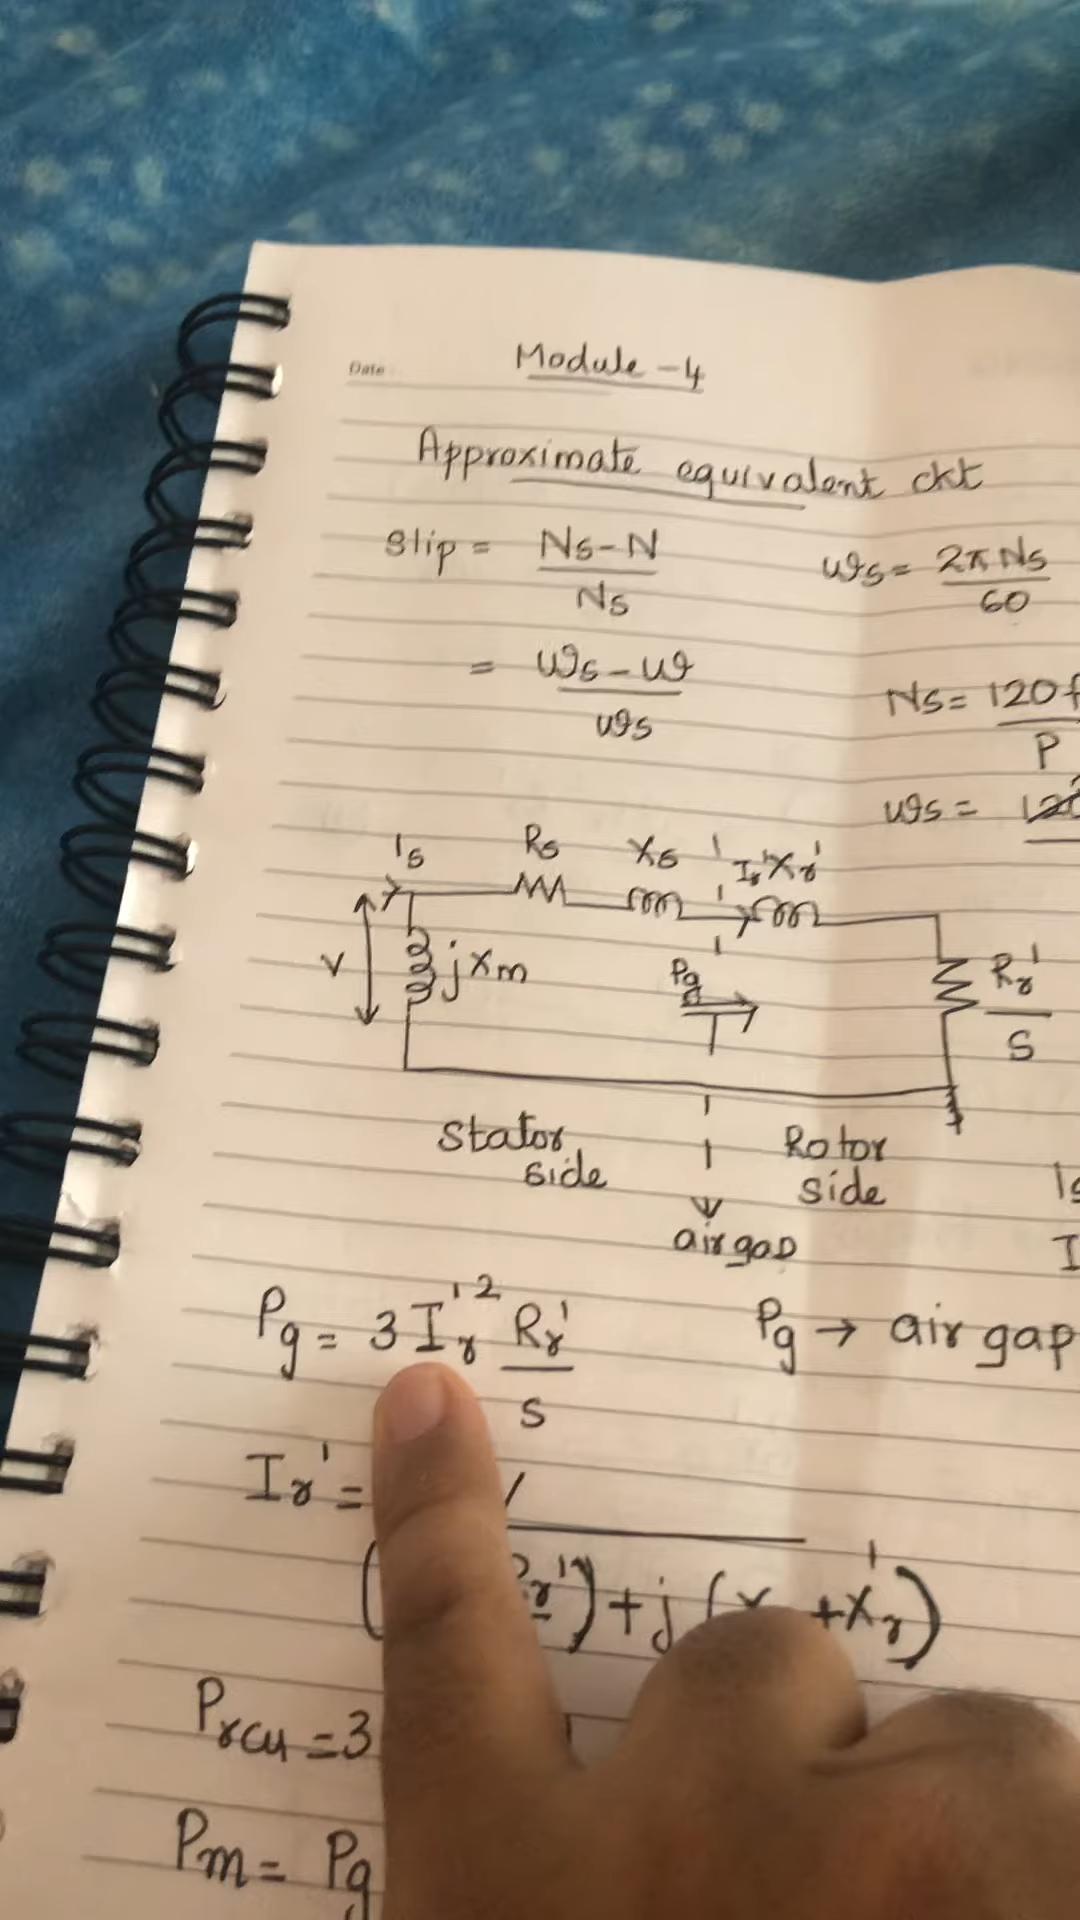 Date
Module - 4
Approximate equivalent ckt
Slip = Ns - N / Ns
ωs = 2π Ns / 60
= ωs - ω / ωs
Ns = 120f / P
ωs =
Is Rs Xs Ir' Xr'
V jXm Pg Rr' / S
Stator side
Rotor side
air gap
Pg = 3 Ir'² Rr' / S
Pg → air gap
Ir' =
) + j ( + Xr')
Prcu = 3
Pm = Pg